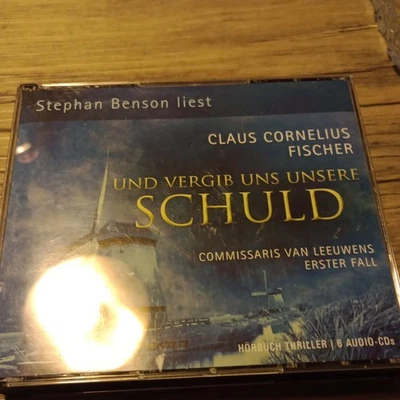 Stephan Benson liest
CLAUS CORNELIUS
FISCHER
UND VERGIB UNS UNSERE
SCHULD
COMMISSARIS VAN LEEUWENS
ERSTER FALL
HÖRBUCH THRILLER | 6 AUDIO-CDs